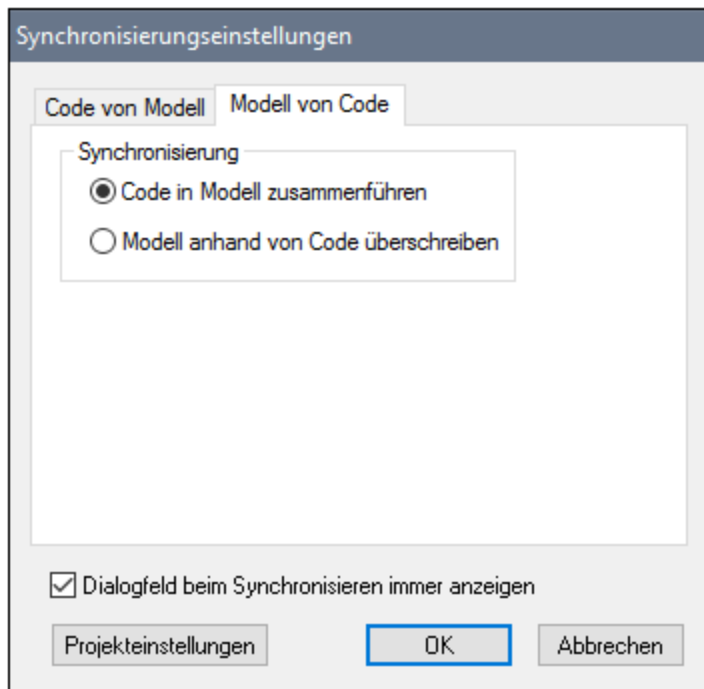 Synchronisierungseinstellungen
Code von Modell
Modell von Code
Synchronisierung
Code in Modell zusammenführen
Modell anhand von Code überschreiben
Dialogfeld beim Synchronisieren immer anzeigen
Projekteinstellungen
OK
Abbrechen